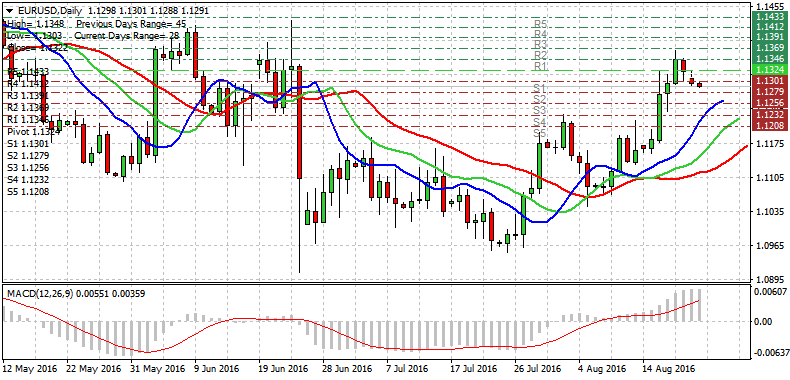 EURUSD,Daily 1.1298 1.1301 1.1288 1.1291
High= 1.1348 Previous Days Range= 45
Low= 1.1303 Current Days Range= 28
Close= 1.1322
R5 1.1433
R4 1.1412
R3 1.1391
R2 1.1369
R1 1.1346
Pivot 1.1324
S1 1.1301
S2 1.1279
S3 1.1256
S4 1.1232
S5 1.1208
R5
R4
R3
R2
R1
S1
S2
S3
S4
S5
1.1455
1.1433
1.1412
1.1391
1.1369
1.1346
1.1324
1.1301
1.1279
1.1256
1.1232
1.1208
1.1175
1.1105
1.1035
1.0965
1.0895
MACD(12,26,9) 0.00551 0.00359
0.00607
0.00
-0.00637
12 May 2016
22 May 2016
31 May 2016
9 Jun 2016
19 Jun 2016
28 Jun 2016
7 Jul 2016
17 Jul 2016
26 Jul 2016
4 Aug 2016
14 Aug 2016